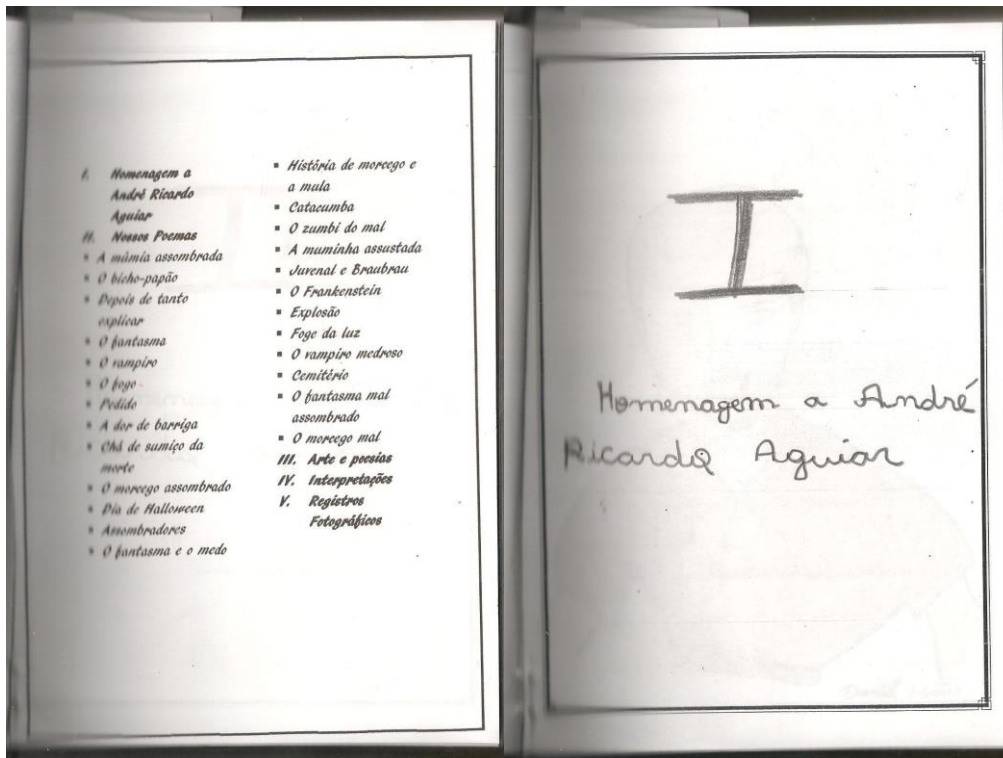 I. Homenagem a
André Ricardo
Aguiar
II. Nossos Poemas
▪ A múmia assombrada
▪ O bicho-papão
▪ Depois de tanto
explicar
▪ O fantasma
▪ O vampiro
▪ O fogo
▪ Pedido
▪ A dor de barriga
▪ Chá de sumiço da
morte
▪ O morcego assombrado
▪ Dia de Halloween
▪ Assombradores
▪ O fantasma e o medo
▪ História de morcego e
a mula
▪ Catacumba
▪ O zumbi do mal
▪ A muminha assustada
▪ Juvenal e Braubrau
▪ O Frankenstein
▪ Explosão
▪ Foge da luz
▪ O vampiro medroso
▪ Cemitério
▪ O fantasma mal
assombrado
▪ O morcego mal
III. Arte e poesias
IV. Interpretações
V. Registros
Fotográficos
I
Homenagem a André
Ricardo Aguiar